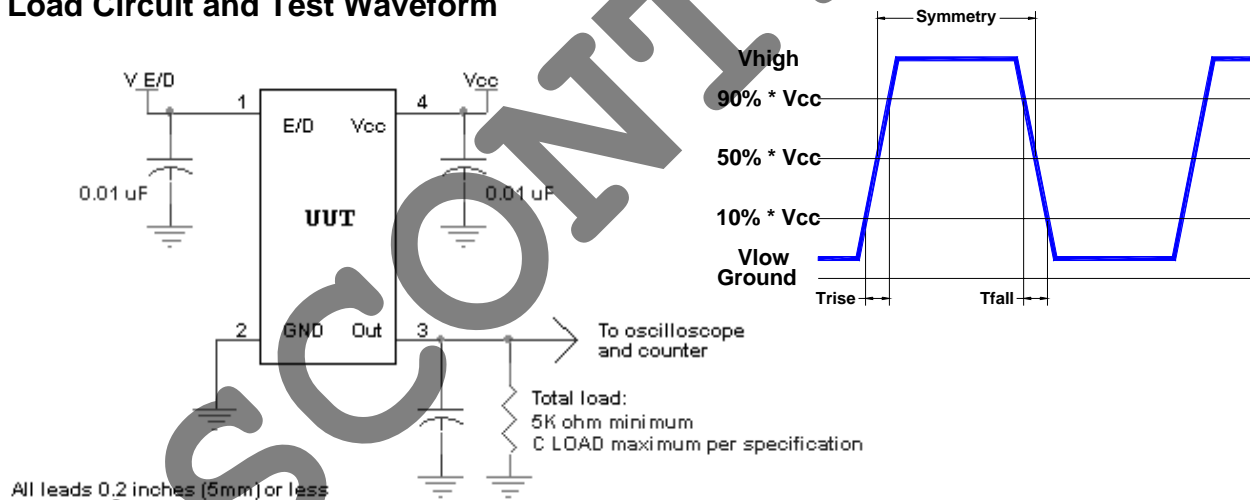 Load Circuit and Test Waveform
V E/D
Vcc
1
4
E/D Vcc
0.01 uF
0.01 uF
UUT
2
GND Out
3
To oscilloscope
and counter
Total load:
5K ohm minimum
C LOAD maximum per specification
All leads 0.2 inches (5mm) or less
Symmetry
Vhigh
90% * Vcc
50% * Vcc
10% * Vcc
Vlow
Ground
Trise
Tfall
SCONT